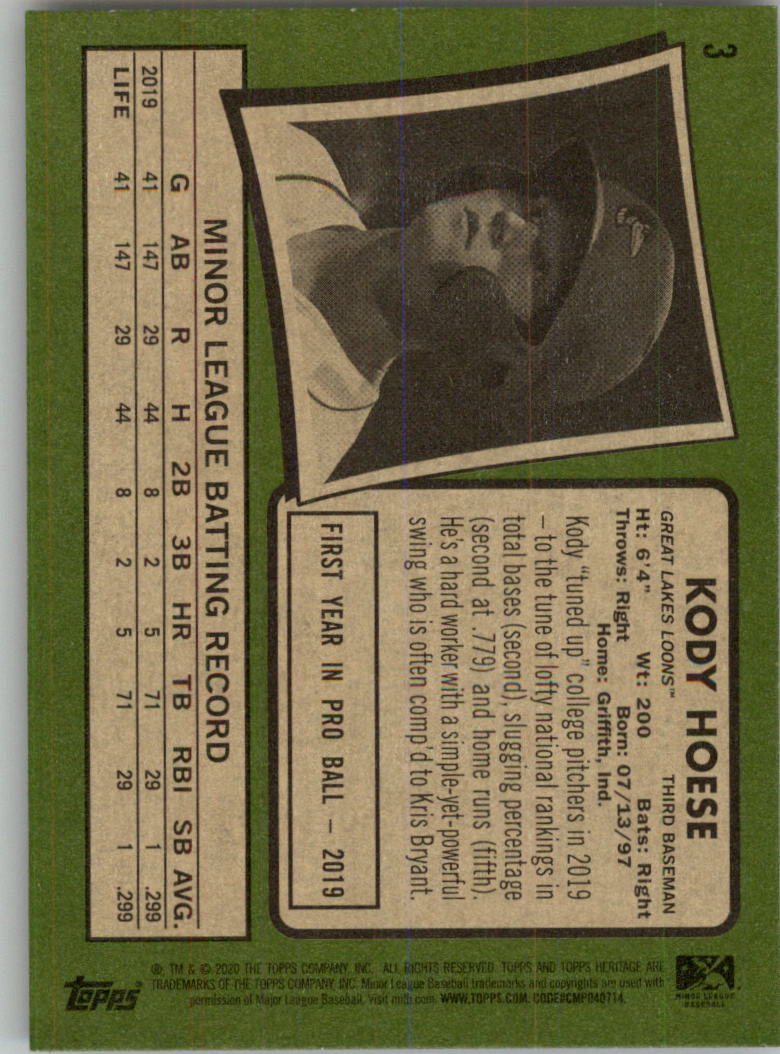 3
KODY HOESE
GREAT LAKES LOONS™ THIRD BASEMAN
Ht: 6'4" Wt: 200 Bats: Right
Throws: Right Born: 07/13/97
Home: Griffith, Ind.
Kody “tuned up” college pitchers in 2019
– to the tune of lofty national rankings in
total bases (second), slugging percentage
(second at .779) and home runs (fifth).
He's a hard worker with a simple-yet-powerful
swing who is often comp'd to Kris Bryant.
FIRST YEAR IN PRO BALL – 2019
MINOR LEAGUE BATTING RECORD
G AB R H 2B 3B HR TB RBI SB AVG.
2019 41 147 29 44 8 2 5 71 29 1 .299
LIFE 41 147 29 44 8 2 5 71 29 1 .299
MINOR LEAGUE
BASEBALL
®, TM & © 2020 THE TOPPS COMPANY, INC. ALL RIGHTS RESERVED. TOPPS AND TOPPS HERITAGE ARE
TRADEMARKS OF THE TOPPS COMPANY, INC. Minor League Baseball trademarks and copyrights are used with
permission of Major League Baseball. Visit milb.com. WWW.TOPPS.COM. CODE#CMP040714.
Topps®